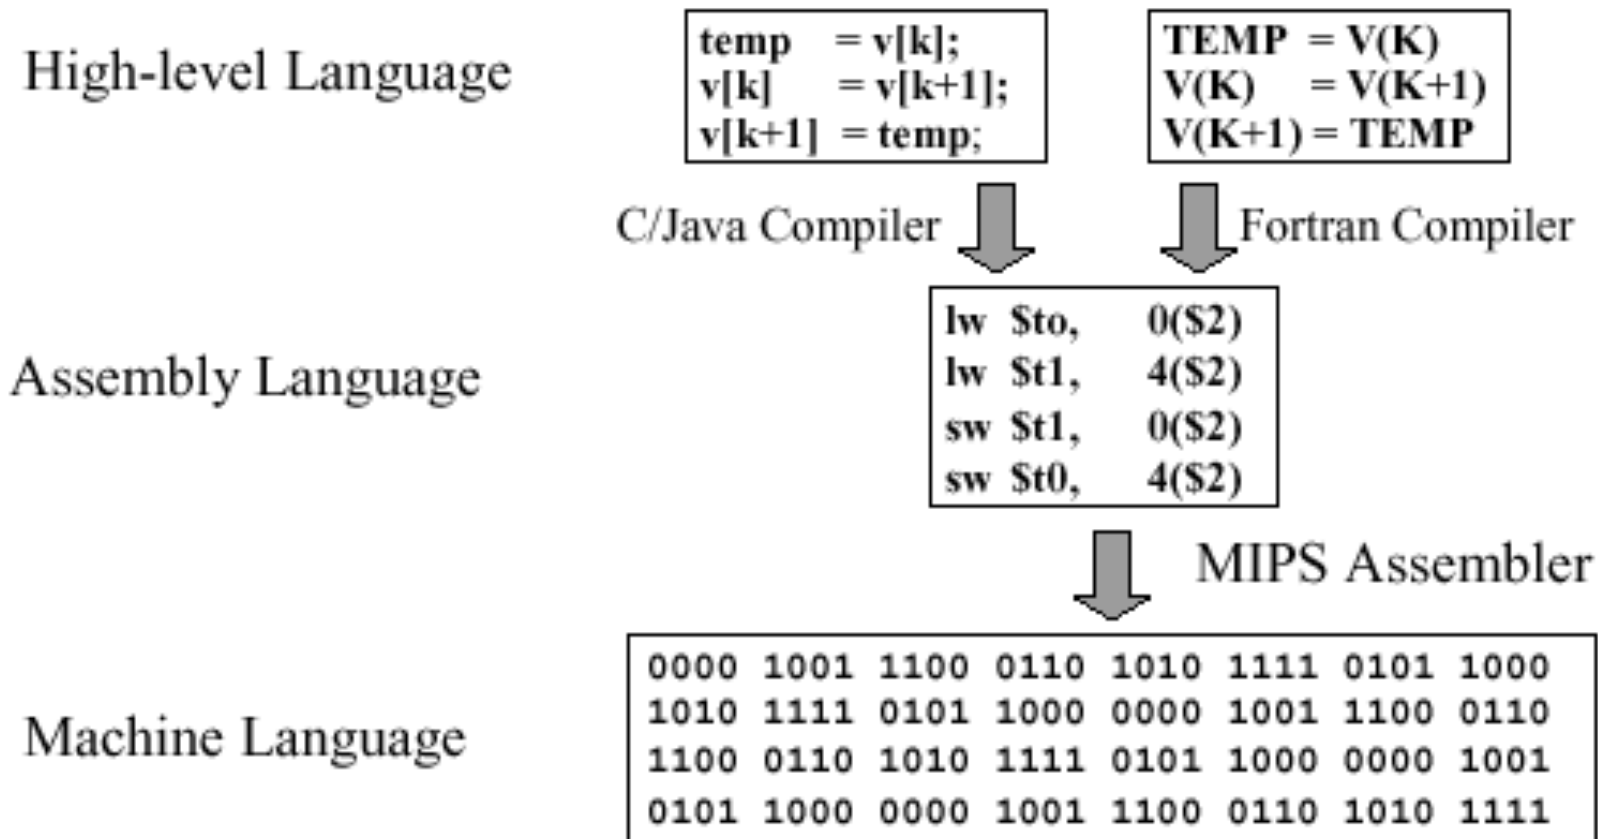 High-level Language
temp = v[k];
v[k] = v[k+1];
v[k+1] = temp;
TEMP = V(K)
V(K) = V(K+1)
V(K+1) = TEMP
C/Java Compiler
Fortran Compiler
Assembly Language
lw $to, 0($2)
lw $t1, 4($2)
sw $t1, 0($2)
sw $t0, 4($2)
MIPS Assembler
Machine Language
0000 1001 1100 0110 1010 1111 0101 1000
1010 1111 0101 1000 0000 1001 1100 0110
1100 0110 1010 1111 0101 1000 0000 1001
0101 1000 0000 1001 1100 0110 1010 1111